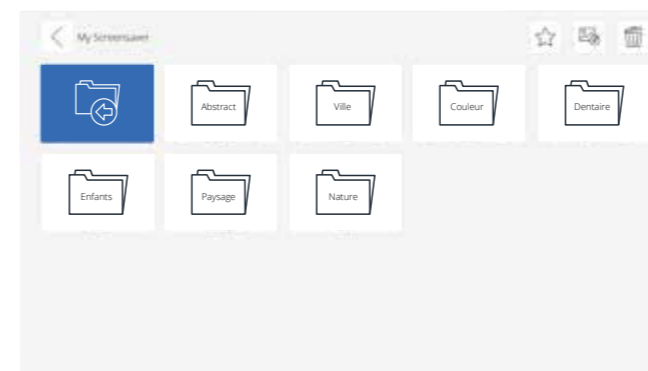 My Screensaver
Abstract
Ville
Couleur
Dentaire
Enfants
Paysage
Nature